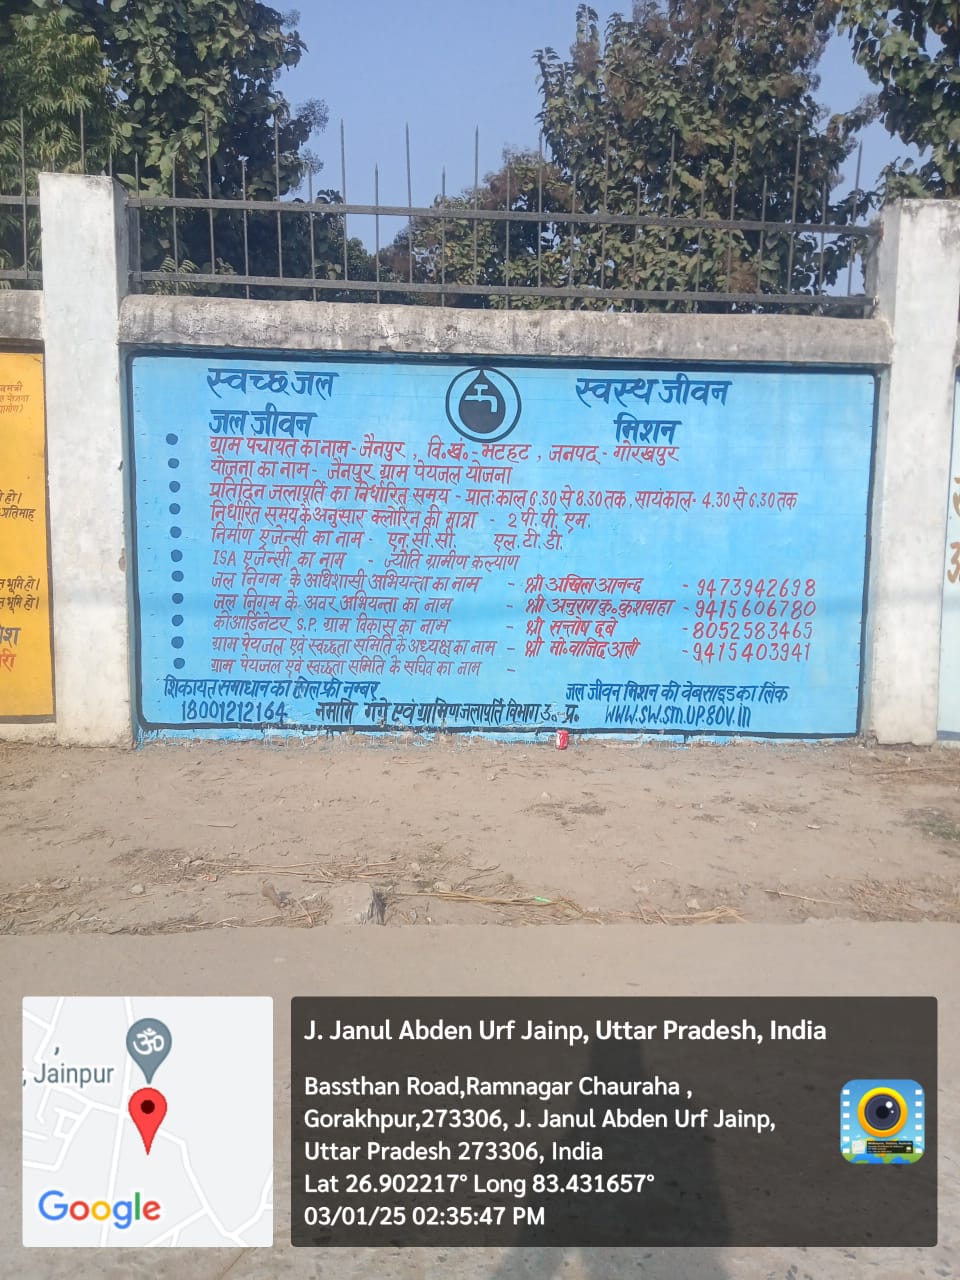 स्वच्छ जल स्वस्थ जीवन
जल जीवन मिशन
ग्राम पंचायत का नाम - जैनपुर, वि.खं. - भटहट, जनपद - गोरखपुर
योजना का नाम - जैनपुर ग्राम पेयजल योजना
प्रतिदिन जलापूर्ति का निर्धारित समय - प्रातः काल 6.30 से 8.30 तक, सायंकाल - 4.30 से 6.30 तक
निर्धारित समय के अनुसार क्लोरिन की मात्रा - 2 पी. पी. एम.
निर्माण एजेन्सी का नाम - एन. सी. सी. एल. टी. डी.
ISA एजेन्सी का नाम - ज्योति ग्रामीण कल्याण
जल निगम के अधिशासी अभियन्ता का नाम - श्री अखिल आनन्द - 9473942698
जल निगम के अवर अभियन्ता का नाम - श्री अनुराग कु. कुशवाहा - 9415606780
कोआर्डिनेटर S.P. ग्राम विकास का नाम - श्री सन्तोष दूबे - 8052583465
ग्राम पेयजल एवं स्वच्छता समिति के अध्यक्ष का नाम - श्री मो. वाजिद अली - 9415403941
ग्राम पेयजल एवं स्वच्छता समिति के सचिव का नाम -
शिकायत समाधान का टोल फ्री नम्बर जल जीवन मिशन की वेबसाइड का लिंक
18001212164 नमामि गंगे एवं ग्रामिण जलापूर्ति विभाग उ. प्र. WWW.SWSM.UP.GOV.in
हो।
प्रतिमाह
भूमि हो।
भूमि हो।
Jainpur
Google
J. Janul Abden Urf Jainp, Uttar Pradesh, India
Bassthan Road,Ramnagar Chauraha ,
Gorakhpur,273306, J. Janul Abden Urf Jainp,
Uttar Pradesh 273306, India
Lat 26.902217° Long 83.431657°
03/01/25 02:35:47 PM